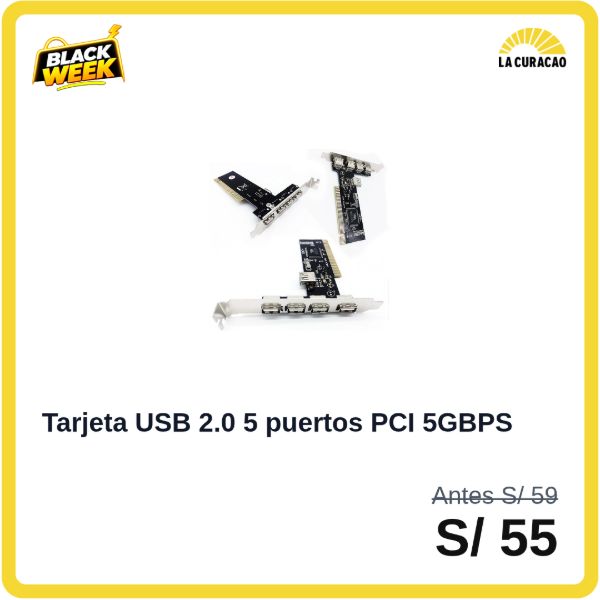 BLACK
WEEK
LA CURACAO
Tarjeta USB 2.0 5 puertos PCI 5GBPS
Antes S/ 59
S/ 55